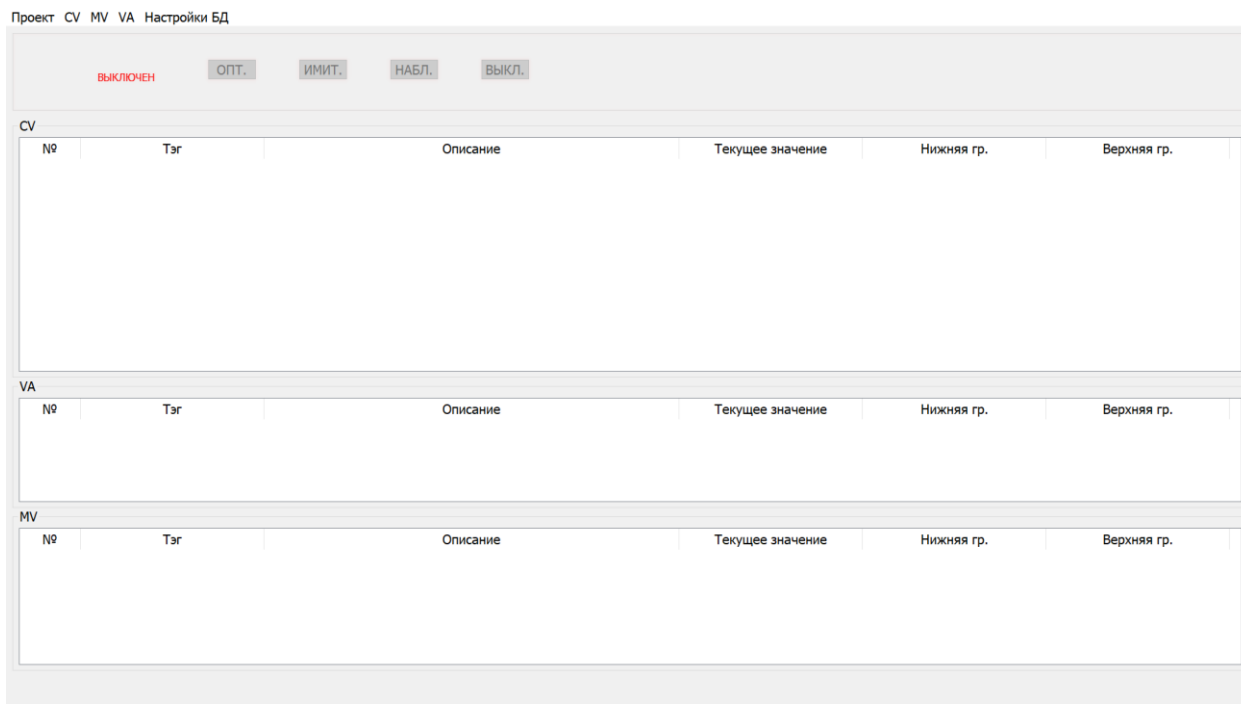 Проект CV MV VA Настройки БД
ВЫКЛЮЧЕН ОПТ. ИМИТ. НАБЛ. ВЫКЛ.
CV
№ Тэг Описание Текущее значение Нижняя гр. Верхняя гр.
VA
№ Тэг Описание Текущее значение Нижняя гр. Верхняя гр.
MV
№ Тэг Описание Текущее значение Нижняя гр. Верхняя гр.